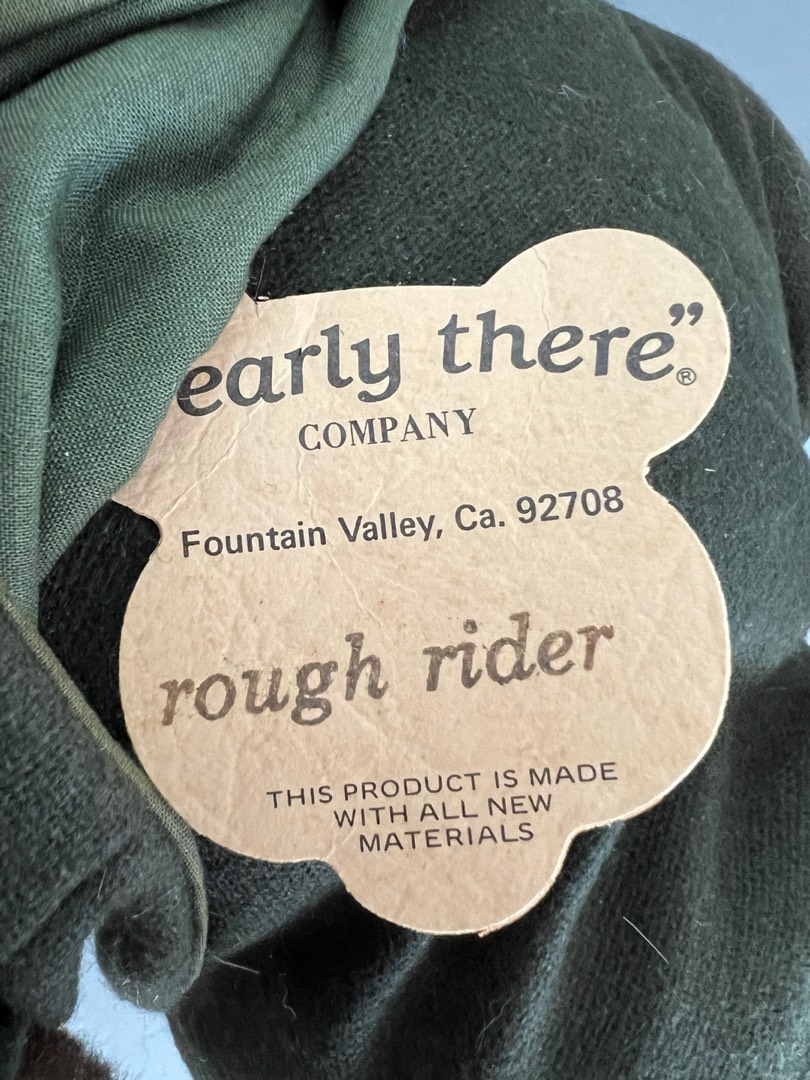 early there”®
COMPANY
Fountain Valley, Ca. 92708
rough rider
THIS PRODUCT IS MADE
WITH ALL NEW
MATERIALS